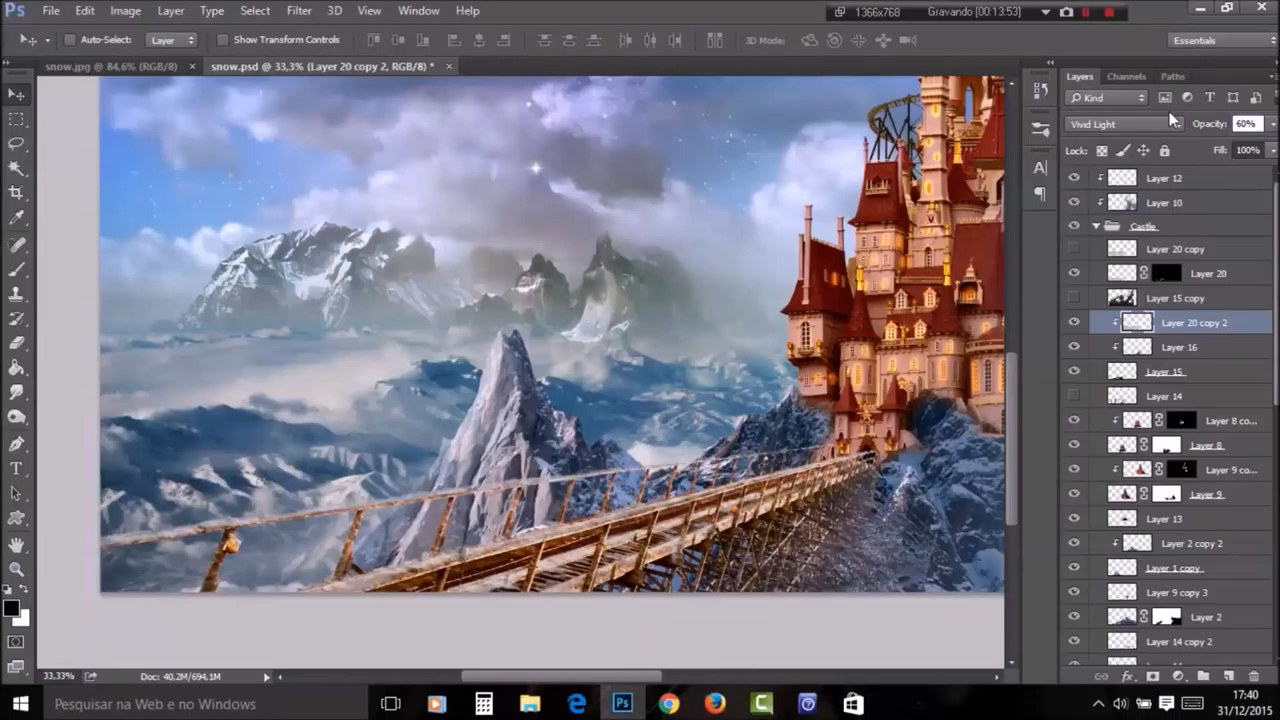 Ps File Edit Image Layer Type Select Filter 3D View Window Help 1366x768 Gravando [00:13:53]
Auto-Select: Layer Show Transform Controls 3D Mode: Essentials
snow.jpg @ 84,6% (RGB/8) × snow.psd @ 33,3% (Layer 20 copy 2, RGB/8) * ×
Layers Channels Paths
Kind
Vivid Light Opacity: 60%
Lock: Fill: 100%
Layer 12
Layer 10
Castle
Layer 20 copy
Layer 20
Layer 15 copy
Layer 20 copy 2
Layer 16
Layer 15
Layer 14
Layer 8 co...
Layer 8
Layer 9 co...
Layer 9
Layer 13
Layer 2 copy 2
Layer 1 copy
Layer 9 copy 3
Layer 2
Layer 14 copy 2
33,33% Doc: 40,2M/694,1M
Pesquisar na Web e no Windows
17:40
31/12/2015